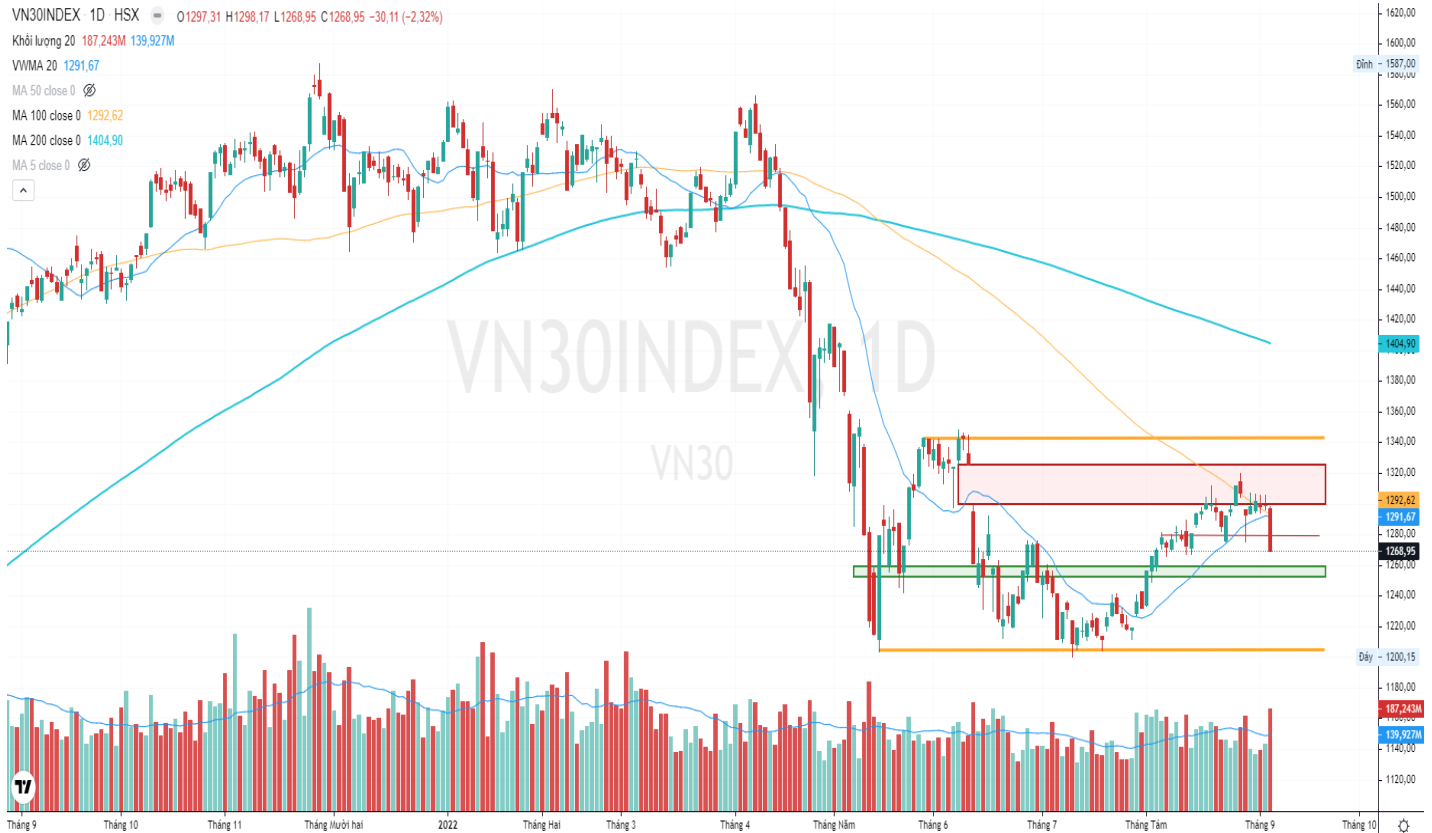 VN30INDEX · 1D · HSX O1297,31 H1298,17 L1268,95 C1268,95 −30,11 (−2,32%)
Khối lượng 20 187,243M 139,927M
VWMA 20 1291,67
MA 50 close 0
MA 100 close 0 1292,62
MA 200 close 0 1404,90
MA 5 close 0
VN30INDEX, 1D
VN30
1620,00
1600,00
Đỉnh 1587,00
1580,00
1560,00
1540,00
1520,00
1500,00
1480,00
1460,00
1440,00
1420,00
1404,90
1380,00
1360,00
1340,00
1320,00
1292,62
1291,67
1280,00
1268,95
1260,00
1240,00
1220,00
Đáy 1200,15
1180,00
187,243M
139,927M
1140,00
1120,00
Tháng 9 Tháng 10 Tháng 11 Tháng Mười hai 2022 Tháng Hai Tháng 3 Tháng 4 Tháng Năm Tháng 6 Tháng 7 Tháng Tám Tháng 9 Tháng 10